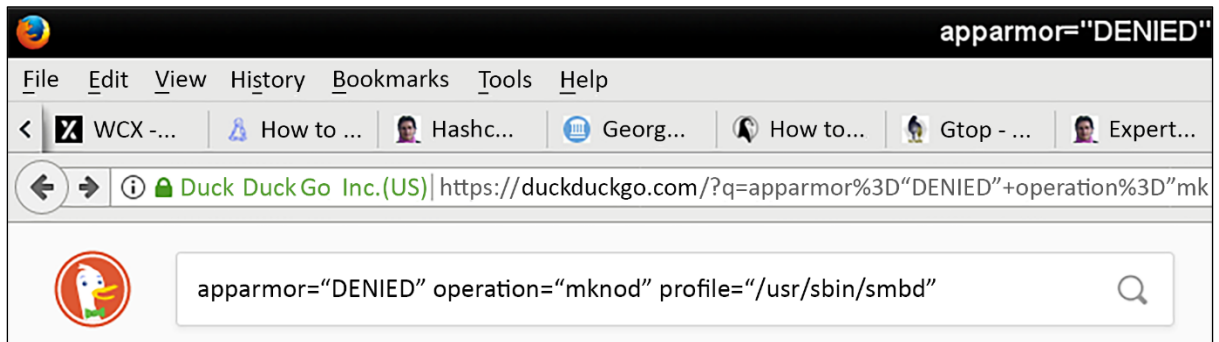 apparmor="DENIED"
File Edit View History Bookmarks Tools Help
WCX -... How to ... Hashc... Georg... How to... Gtop - ... Expert...
Duck Duck Go Inc.(US) https://duckduckgo.com/?q=apparmor%3D“DENIED”+operation%3D”mk
apparmor=“DENIED” operation=“mknod” profile=“/usr/sbin/smbd”